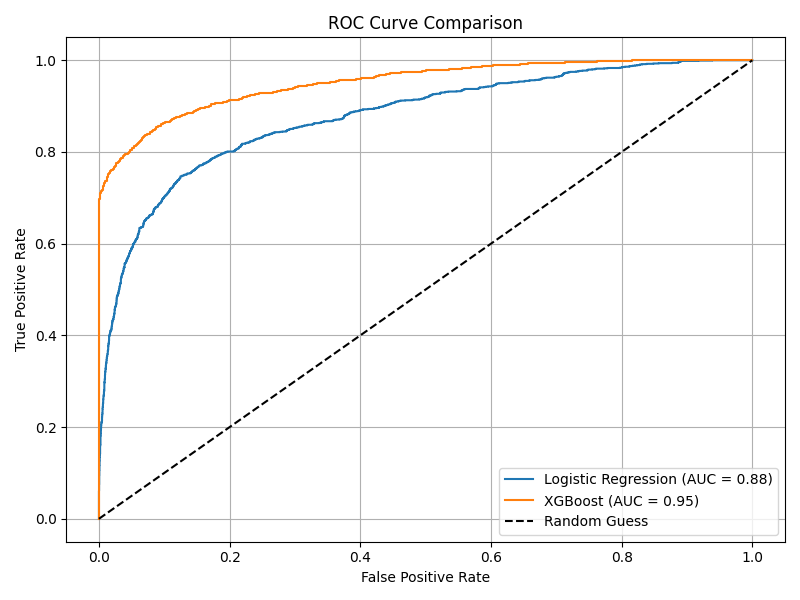 ROC Curve Comparison
1.0
0.8
0.6
0.4
0.2
0.0
True Positive Rate
Logistic Regression (AUC = 0.88)
XGBoost (AUC = 0.95)
Random Guess
0.0 0.2 0.4 0.6 0.8 1.0
False Positive Rate